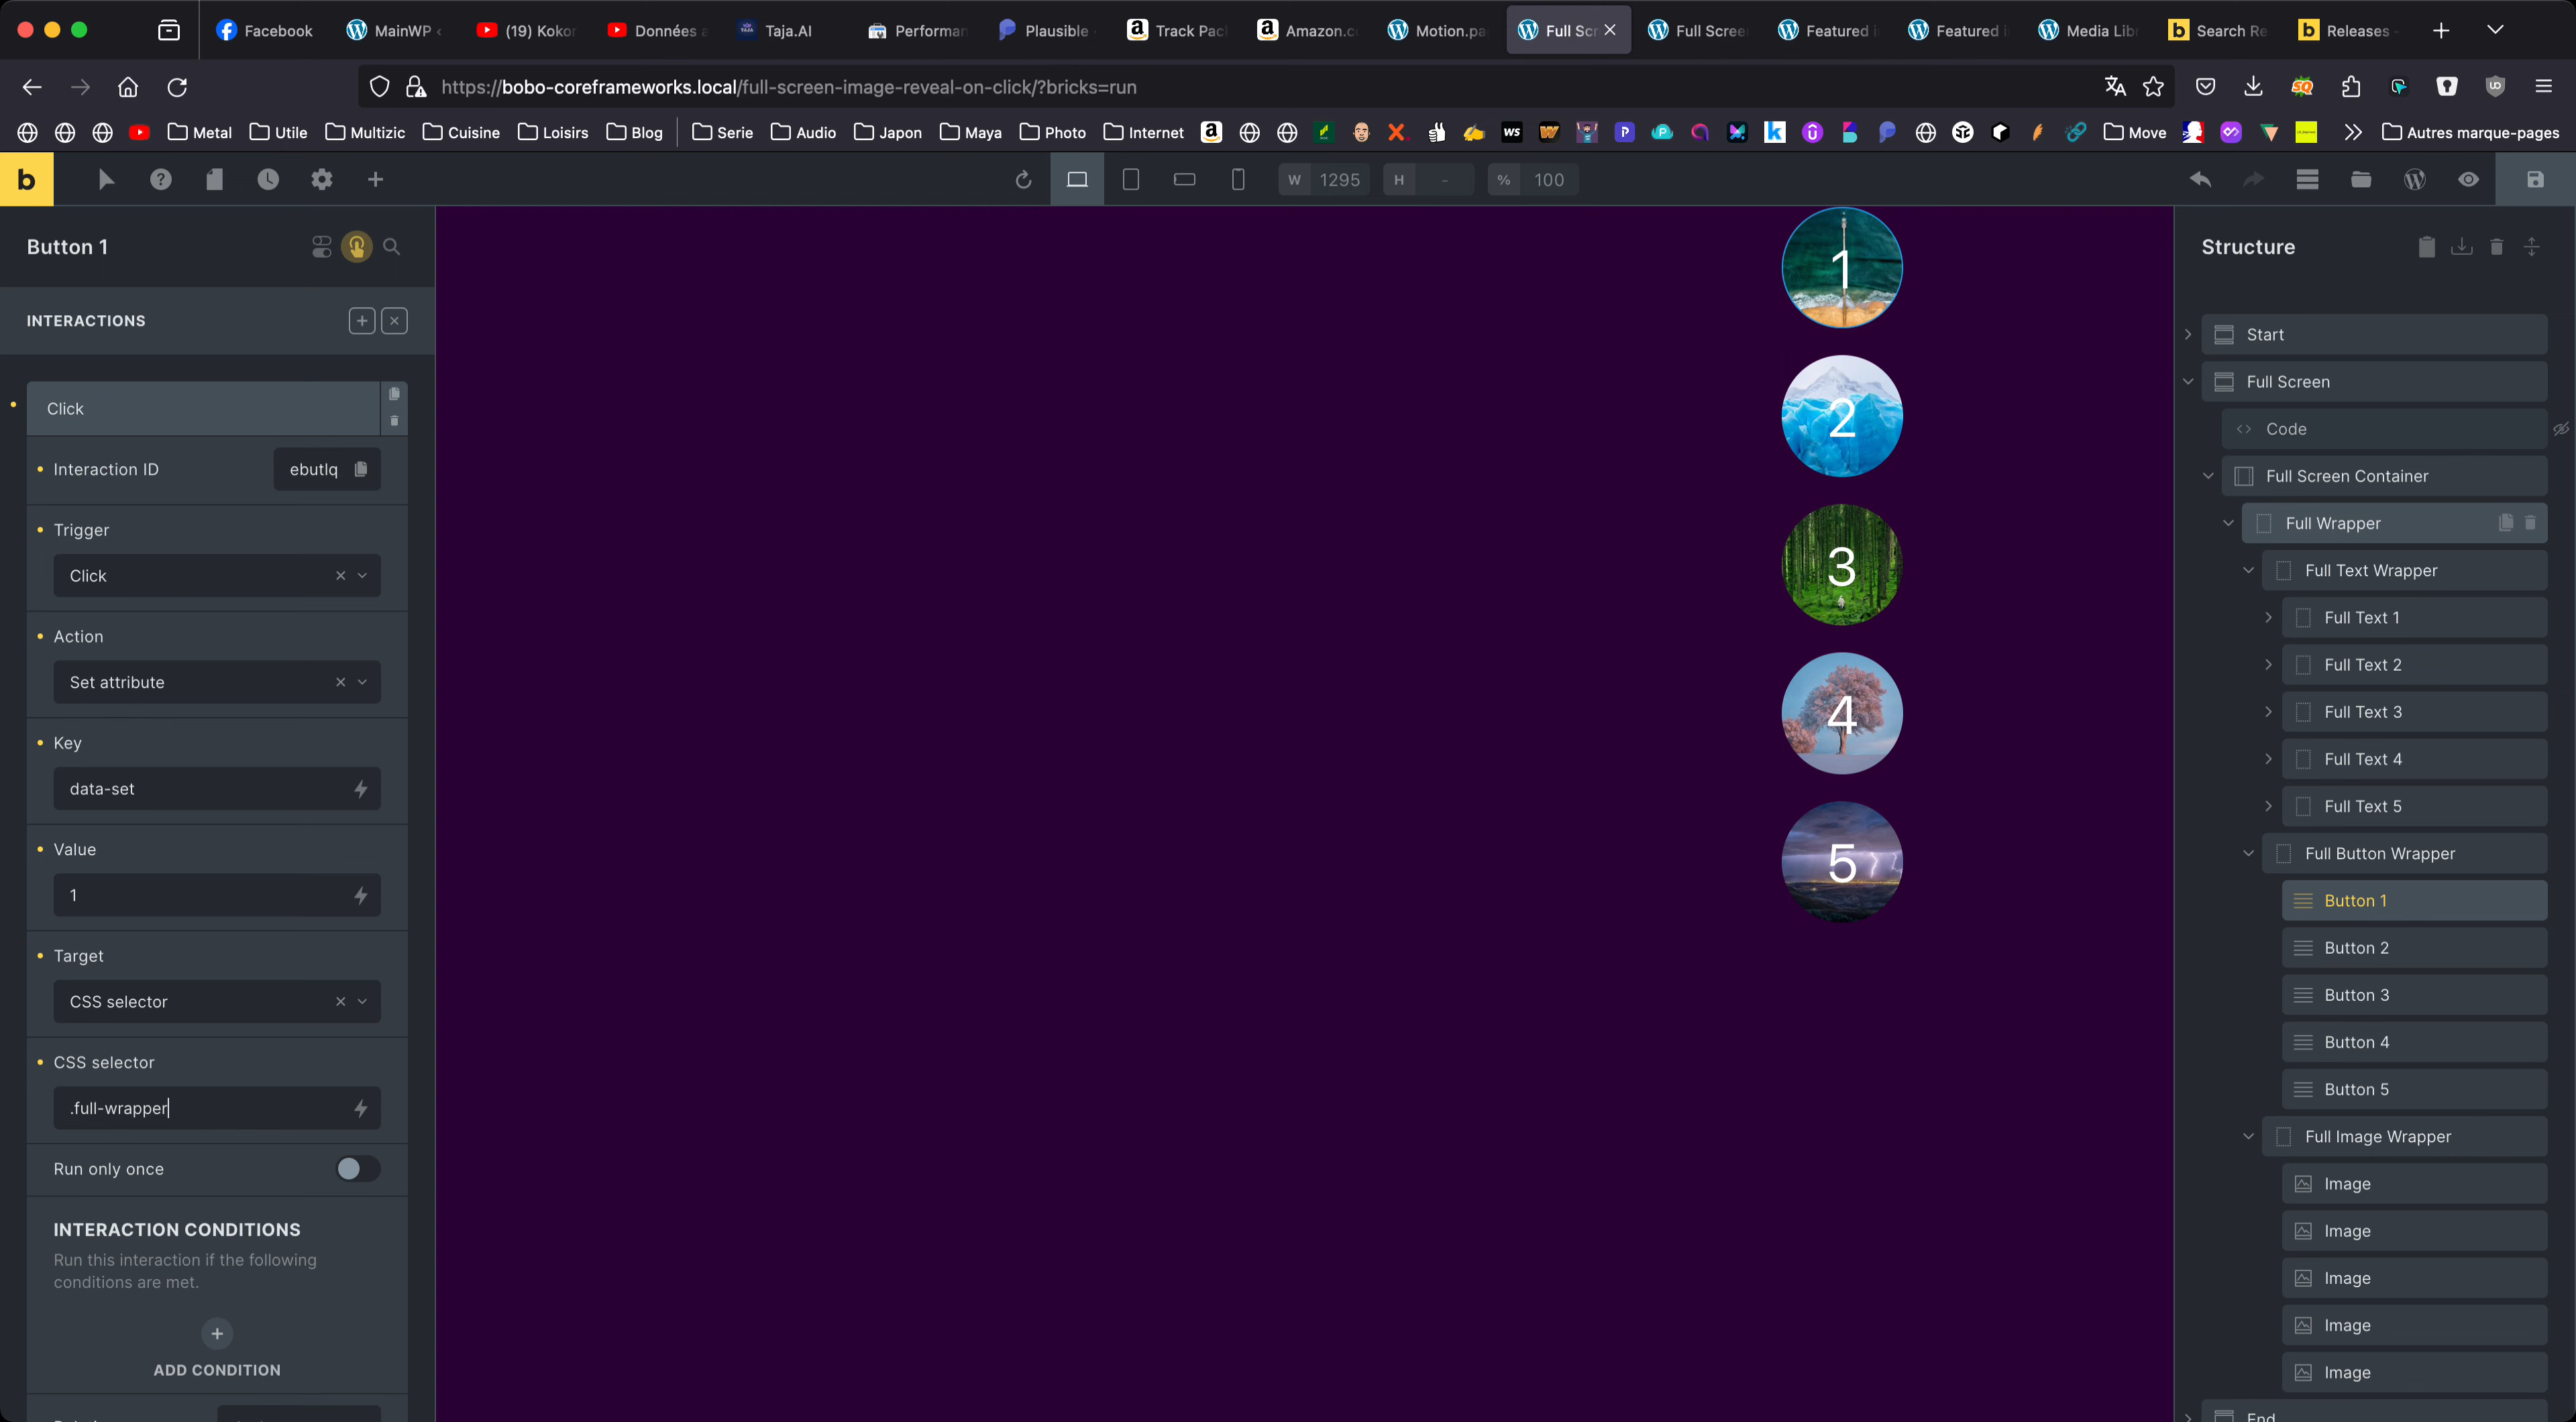 Facebook
MainWP
(19) Koko
Données
Taja.AI
Performan
Plausible
Track Pac
Amazon.c
Motion.pa
Full Sc
Full Scree
Featured i
Featured i
Media Lib
Search Re
Releases -
https://bobo-coreframeworks.local/full-screen-image-reveal-on-click/?bricks=run
Metal
Utile
Multizic
Cuisine
Loisirs
Blog
Serie
Audio
Japon
Maya
Photo
Internet
Move
Autres marque-pages
b
W 1295
H -
% 100
Button 1
INTERACTIONS
Click
Interaction ID
ebutlq
Trigger
Click
Action
Set attribute
Key
data-set
Value
1
Target
CSS selector
CSS selector
.full-wrapper
Run only once
INTERACTION CONDITIONS
Run this interaction if the following
conditions are met.
ADD CONDITION
1
2
3
4
5
Structure
Start
Full Screen
Code
Full Screen Container
Full Wrapper
Full Text Wrapper
Full Text 1
Full Text 2
Full Text 3
Full Text 4
Full Text 5
Full Button Wrapper
Button 1
Button 2
Button 3
Button 4
Button 5
Full Image Wrapper
Image
Image
Image
Image
Image
End